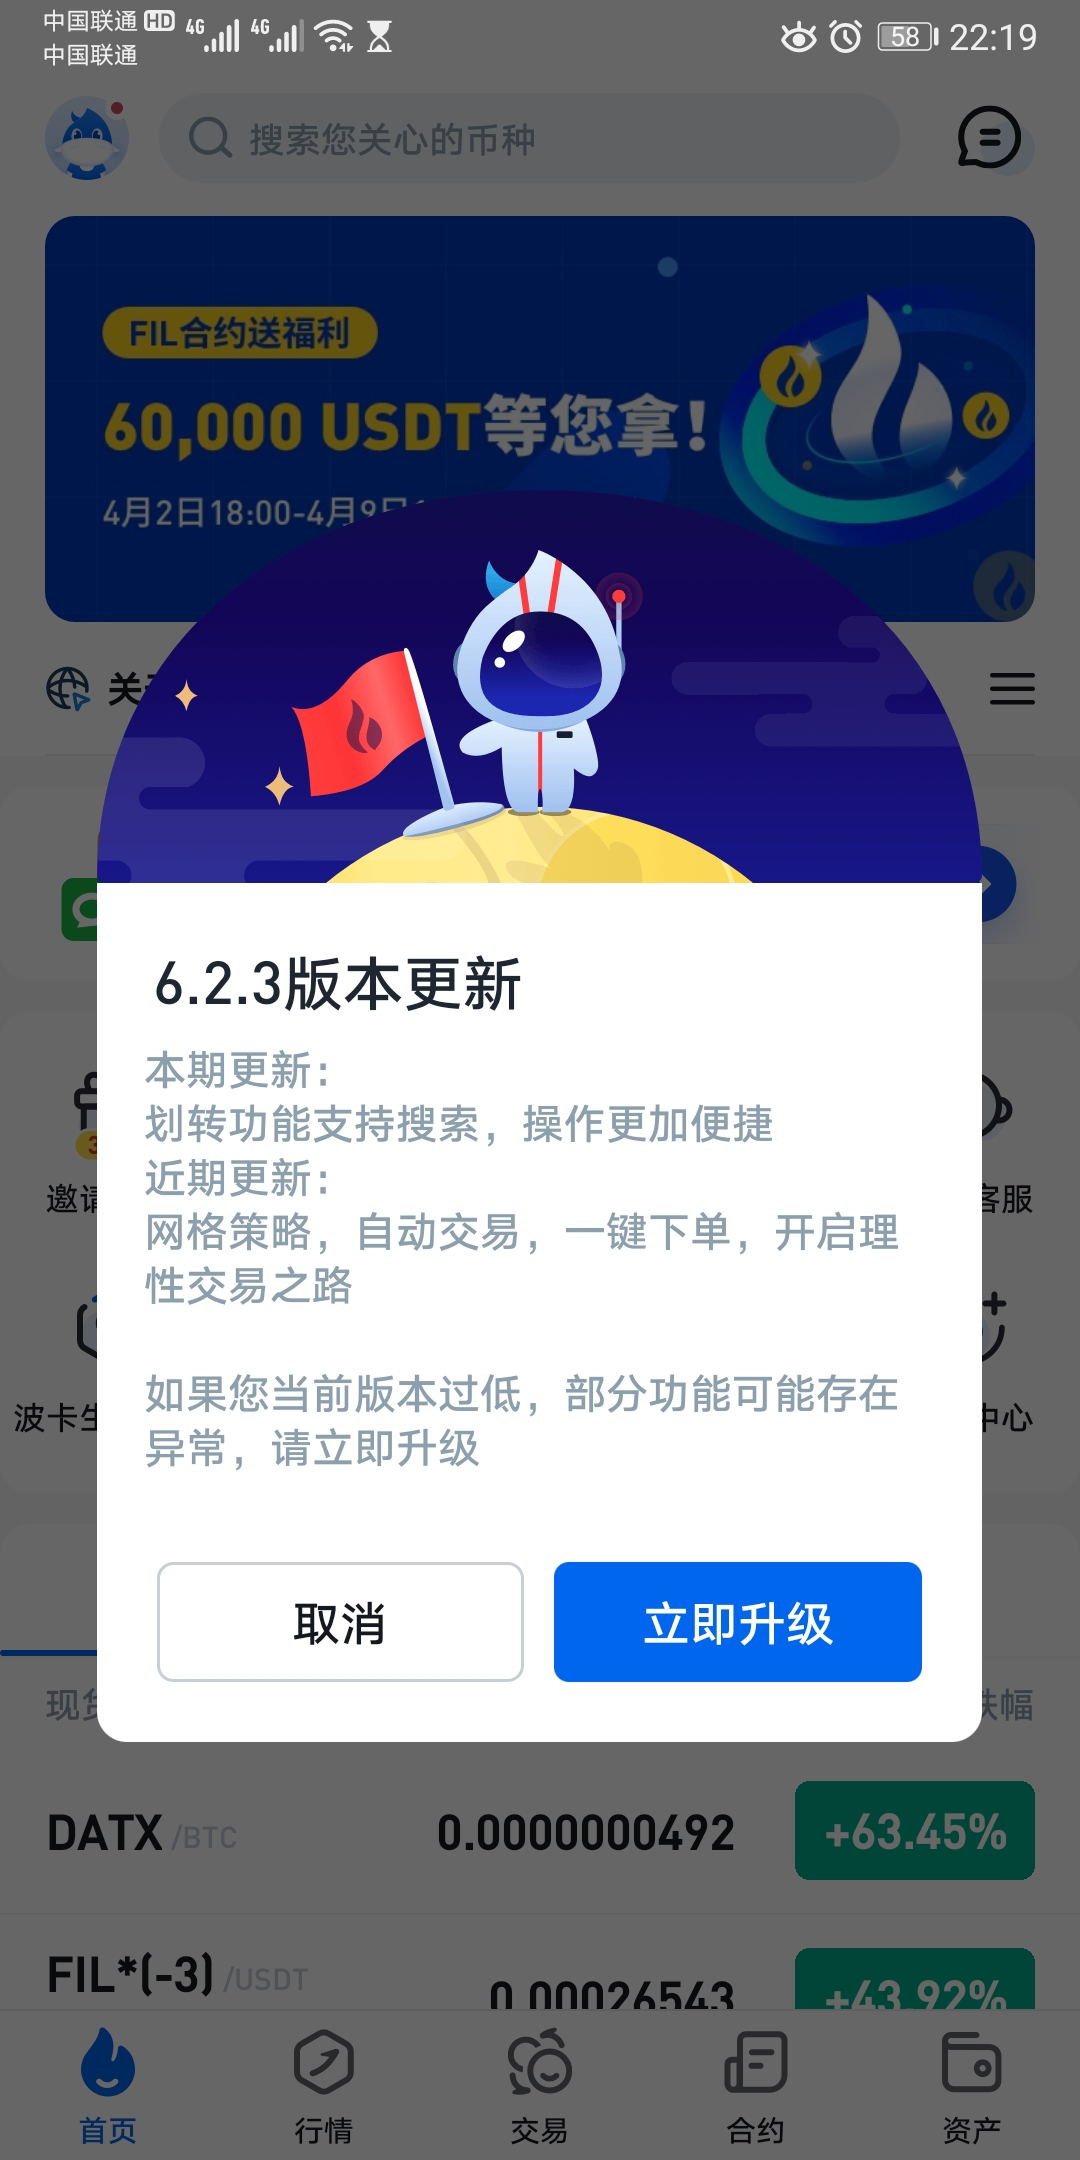 中国联通 HD 4G 4G 58 22:19
中国联通
搜索您关心的币种
FIL合约送福利
60,000 USDT等您拿!
4月2日18:00-4月9日
关
6.2.3版本更新
本期更新：
划转功能支持搜索，操作更加便捷
近期更新：
网格策略，自动交易，一键下单，开启理
性交易之路
如果您当前版本过低，部分功能可能存在
异常，请立即升级
邀请 客服
波卡生 中心
取消 立即升级
现货 跌幅
DATX /BTC 0.0000000492 +63.45%
FIL*(-3) /USDT 0.00026543 +43.92%
首页 行情 交易 合约 资产